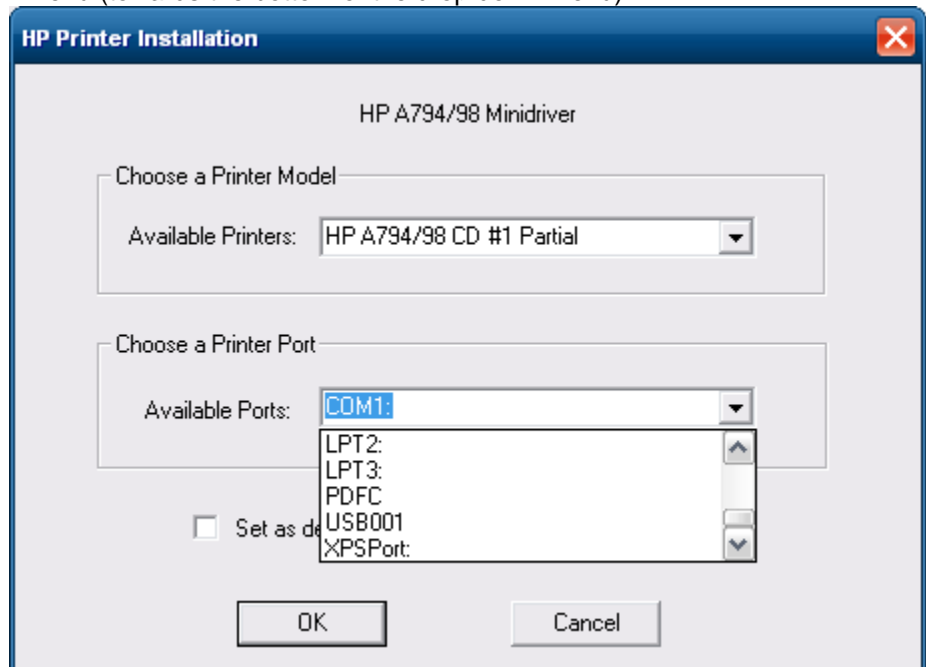 HP Printer Installation
HP A794/98 Minidriver
Choose a Printer Model
Available Printers: HP A794/98 CD #1 Partial
Choose a Printer Port
Available Ports: COM1:
LPT2:
LPT3:
PDFC
USB001
Set as
XPSPort:
OK Cancel